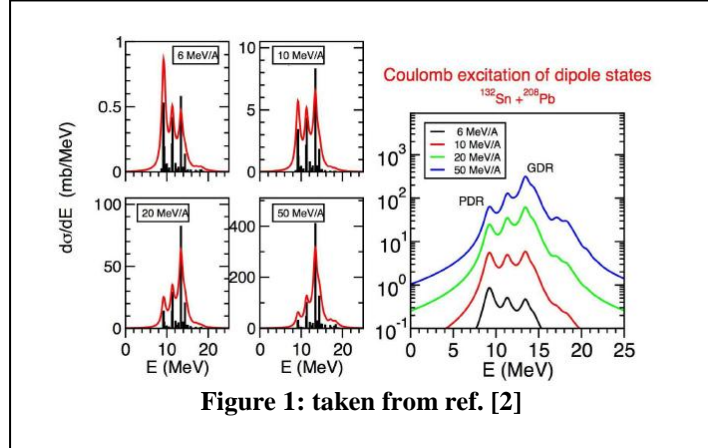 1
6 MeV/A
10
10 MeV/A
0.5
5
0
0
100
20 MeV/A
50 MeV/A
400
50
200
0
0
0
10
20
0
10
20
E (MeV)
E (MeV)
dσ/dE (mb/MeV)
Coulomb excitation of dipole states
¹³²Sn + ²⁰⁸Pb
6 MeV/A
10 MeV/A
20 MeV/A
50 MeV/A
PDR
GDR
10³
10²
10¹
10⁰
10⁻¹
0
5
10
15
20
25
E (MeV)
Figure 1: taken from ref. [2]